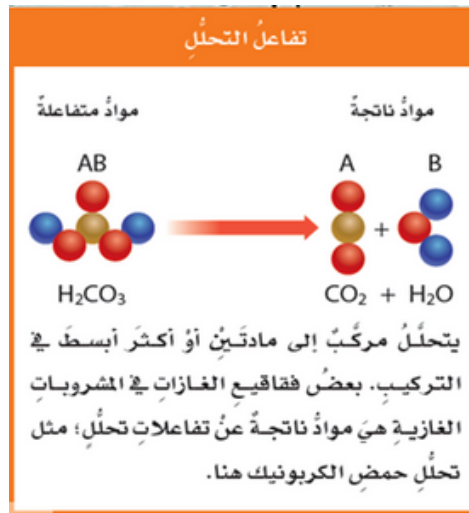 تفاعلُ التحلُّلِ
موادُّ متفاعلةٌ
موادُّ ناتجةٌ
AB
A
B
+
H₂CO₃
CO₂ + H₂O
يتحلَّلُ مركَّبٌ إلى مادتَيْنِ أوْ أكثرَ أبسطَ في
التركيبِ. بعضُ فقاقيعِ الغازاتِ في المشروباتِ
الغازيةِ هيَ موادُّ ناتجةٌ عنْ تفاعلاتِ تحلُّلٍ؛ مثل
تحلُّلِ حمضِ الكربونيك هنا.